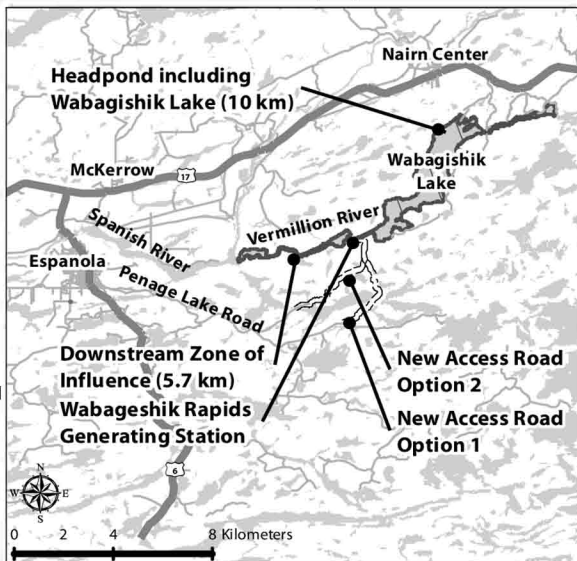 Nairn Center
Headpond including
Wabagishik Lake (10 km)
Wabagishik
Lake
McKerrow
17
Spanish River
Vermillion River
Espanola
Penage Lake Road
Downstream Zone of
Influence (5.7 km)
Wabageshik Rapids
Generating Station
New Access Road
Option 2
New Access Road
Option 1
6
N
W E
S
0 2 4 8 Kilometers